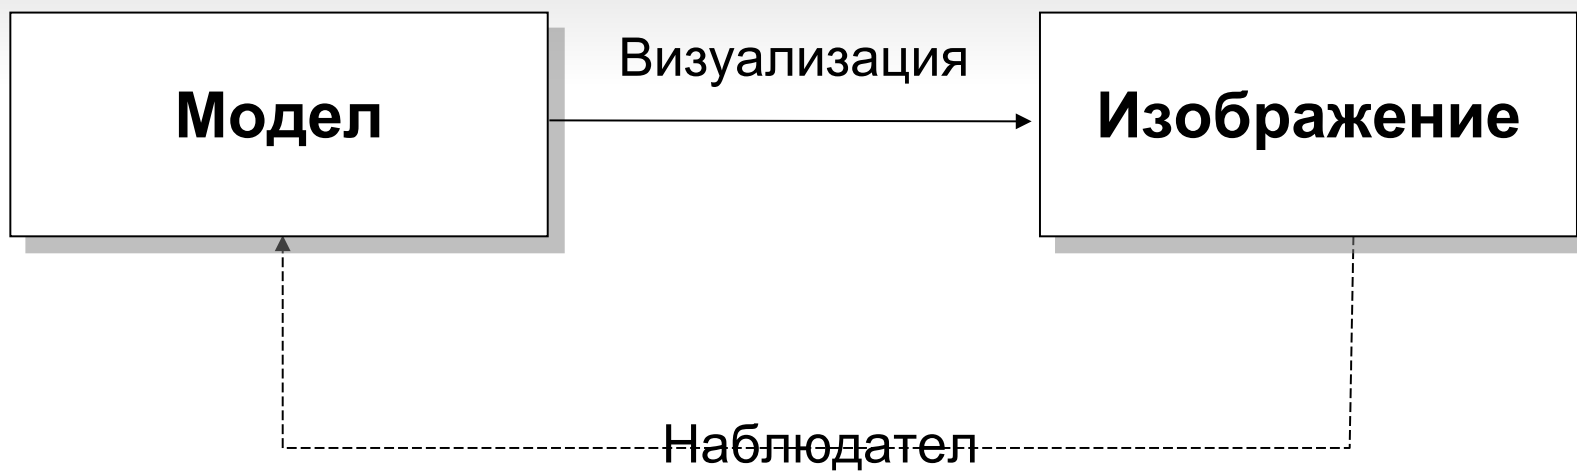 Визуализация
Модел
Изображение
Наблюдател